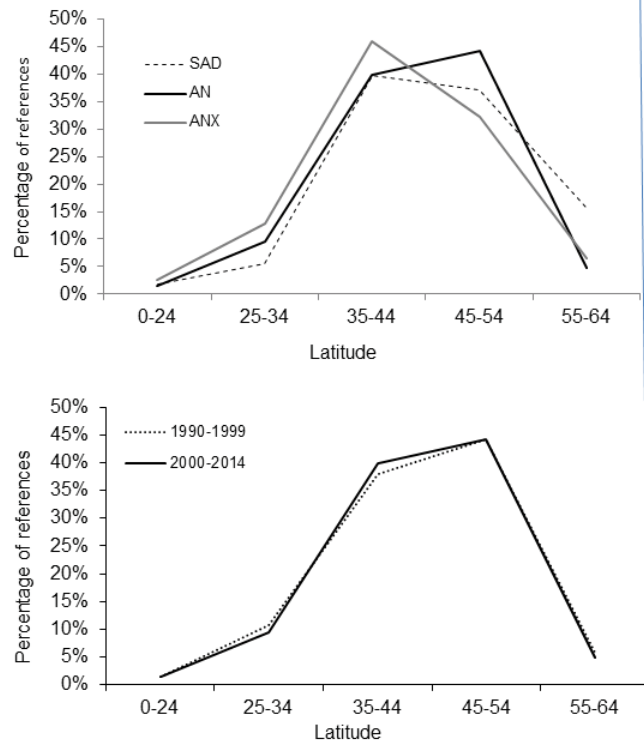 50%
45%
40%
35%
30%
25%
20%
15%
10%
5%
0%
Percentage of references
SAD
AN
ANX
0-24 25-34 35-44 45-54 55-64
Latitude
50%
45%
40%
35%
30%
25%
20%
15%
10%
5%
0%
Percentage of references
1990-1999
2000-2014
0-24 25-34 35-44 45-54 55-64
Latitude